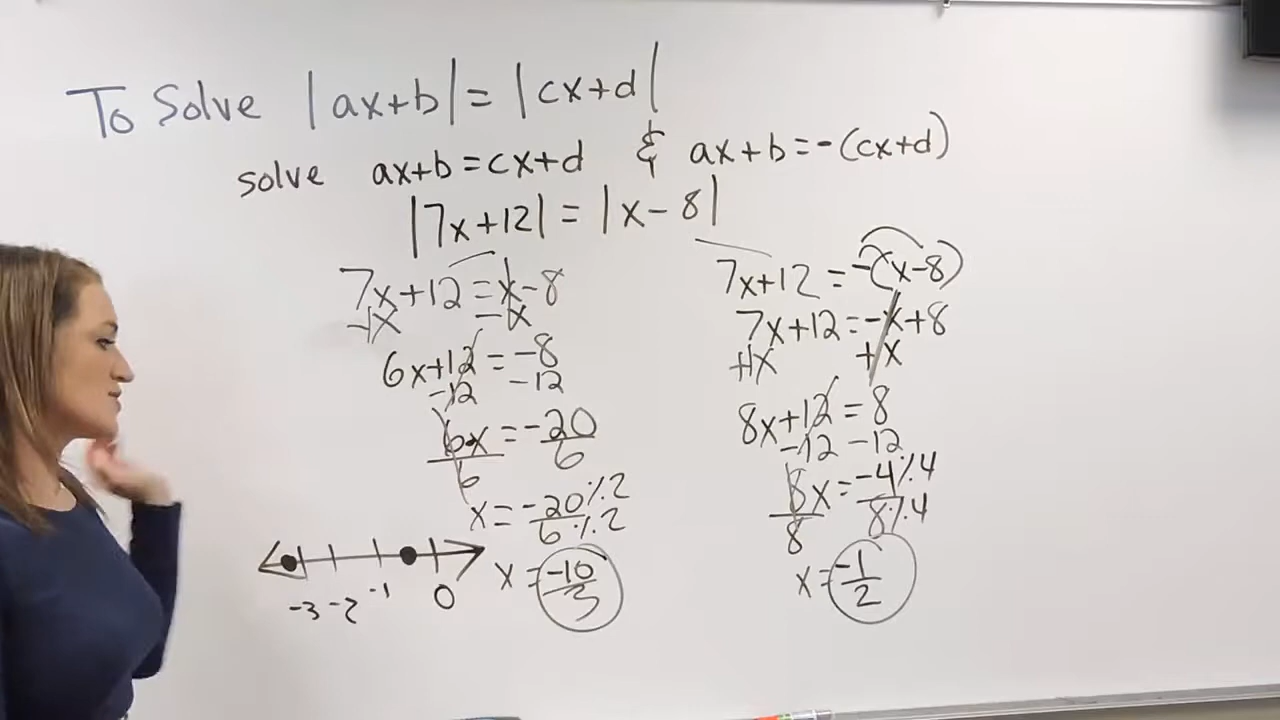 To Solve |ax+b| = |cx+d|
solve ax+b=cx+d & ax+b=-(cx+d)
|7x+12| = |x-8|
7x+12 = x-8
-1x -x
6x+12 = -8
-12 -12
6x = -20
6 6
x = -20 ÷2
6 ÷2
x = -10
3
7x+12 = -(x-8)
7x+12 = -x+8
+1x +x
8x+12 = 8
-12 -12
8x = -4 ÷4
8 8 ÷4
x = -1
2
-3 -2 -1 0